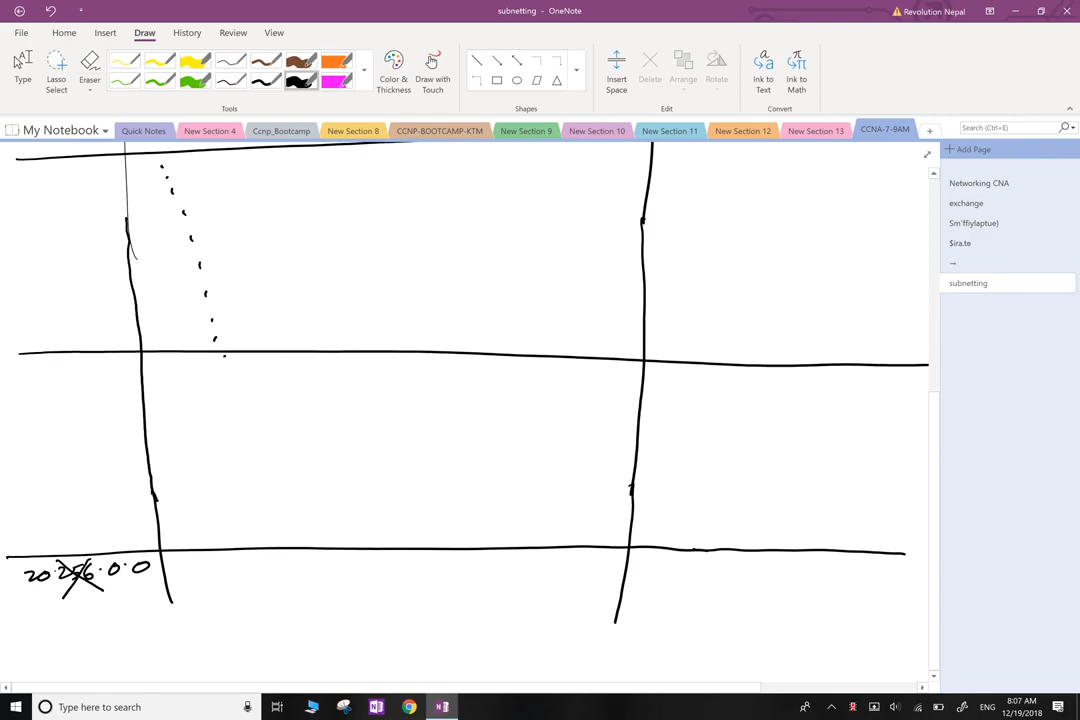 subnetting - OneNote
Revolution Nepal
File Home Insert Draw History Review View
Type
Lasso Select
Eraser
Color & Thickness
Draw with Touch
Insert Space
Delete
Arrange
Rotate
Ink to Text
Ink to Math
Tools
Shapes
Edit
Convert
My Notebook
Quick Notes
New Section 4
Ccnp_Bootcamp
New Section 8
CCNP-BOOTCAMP-KTM
New Section 9
New Section 10
New Section 11
New Section 12
New Section 13
CCNA-7-9AM
Search (Ctrl+E)
Add Page
Networking CNA
exchange
Sm'ffiylaptue)
$ira.te
→
subnetting
20.256.0.0
Type here to search
ENG
8:07 AM
12/19/2018